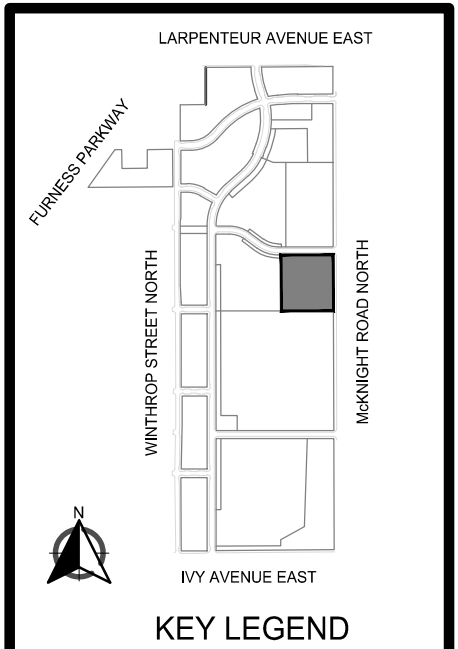 LARPENTEUR AVENUE EAST
FURNESS PARKWAY
WINTHROP STREET NORTH
McKNIGHT ROAD NORTH
N
IVY AVENUE EAST
KEY LEGEND